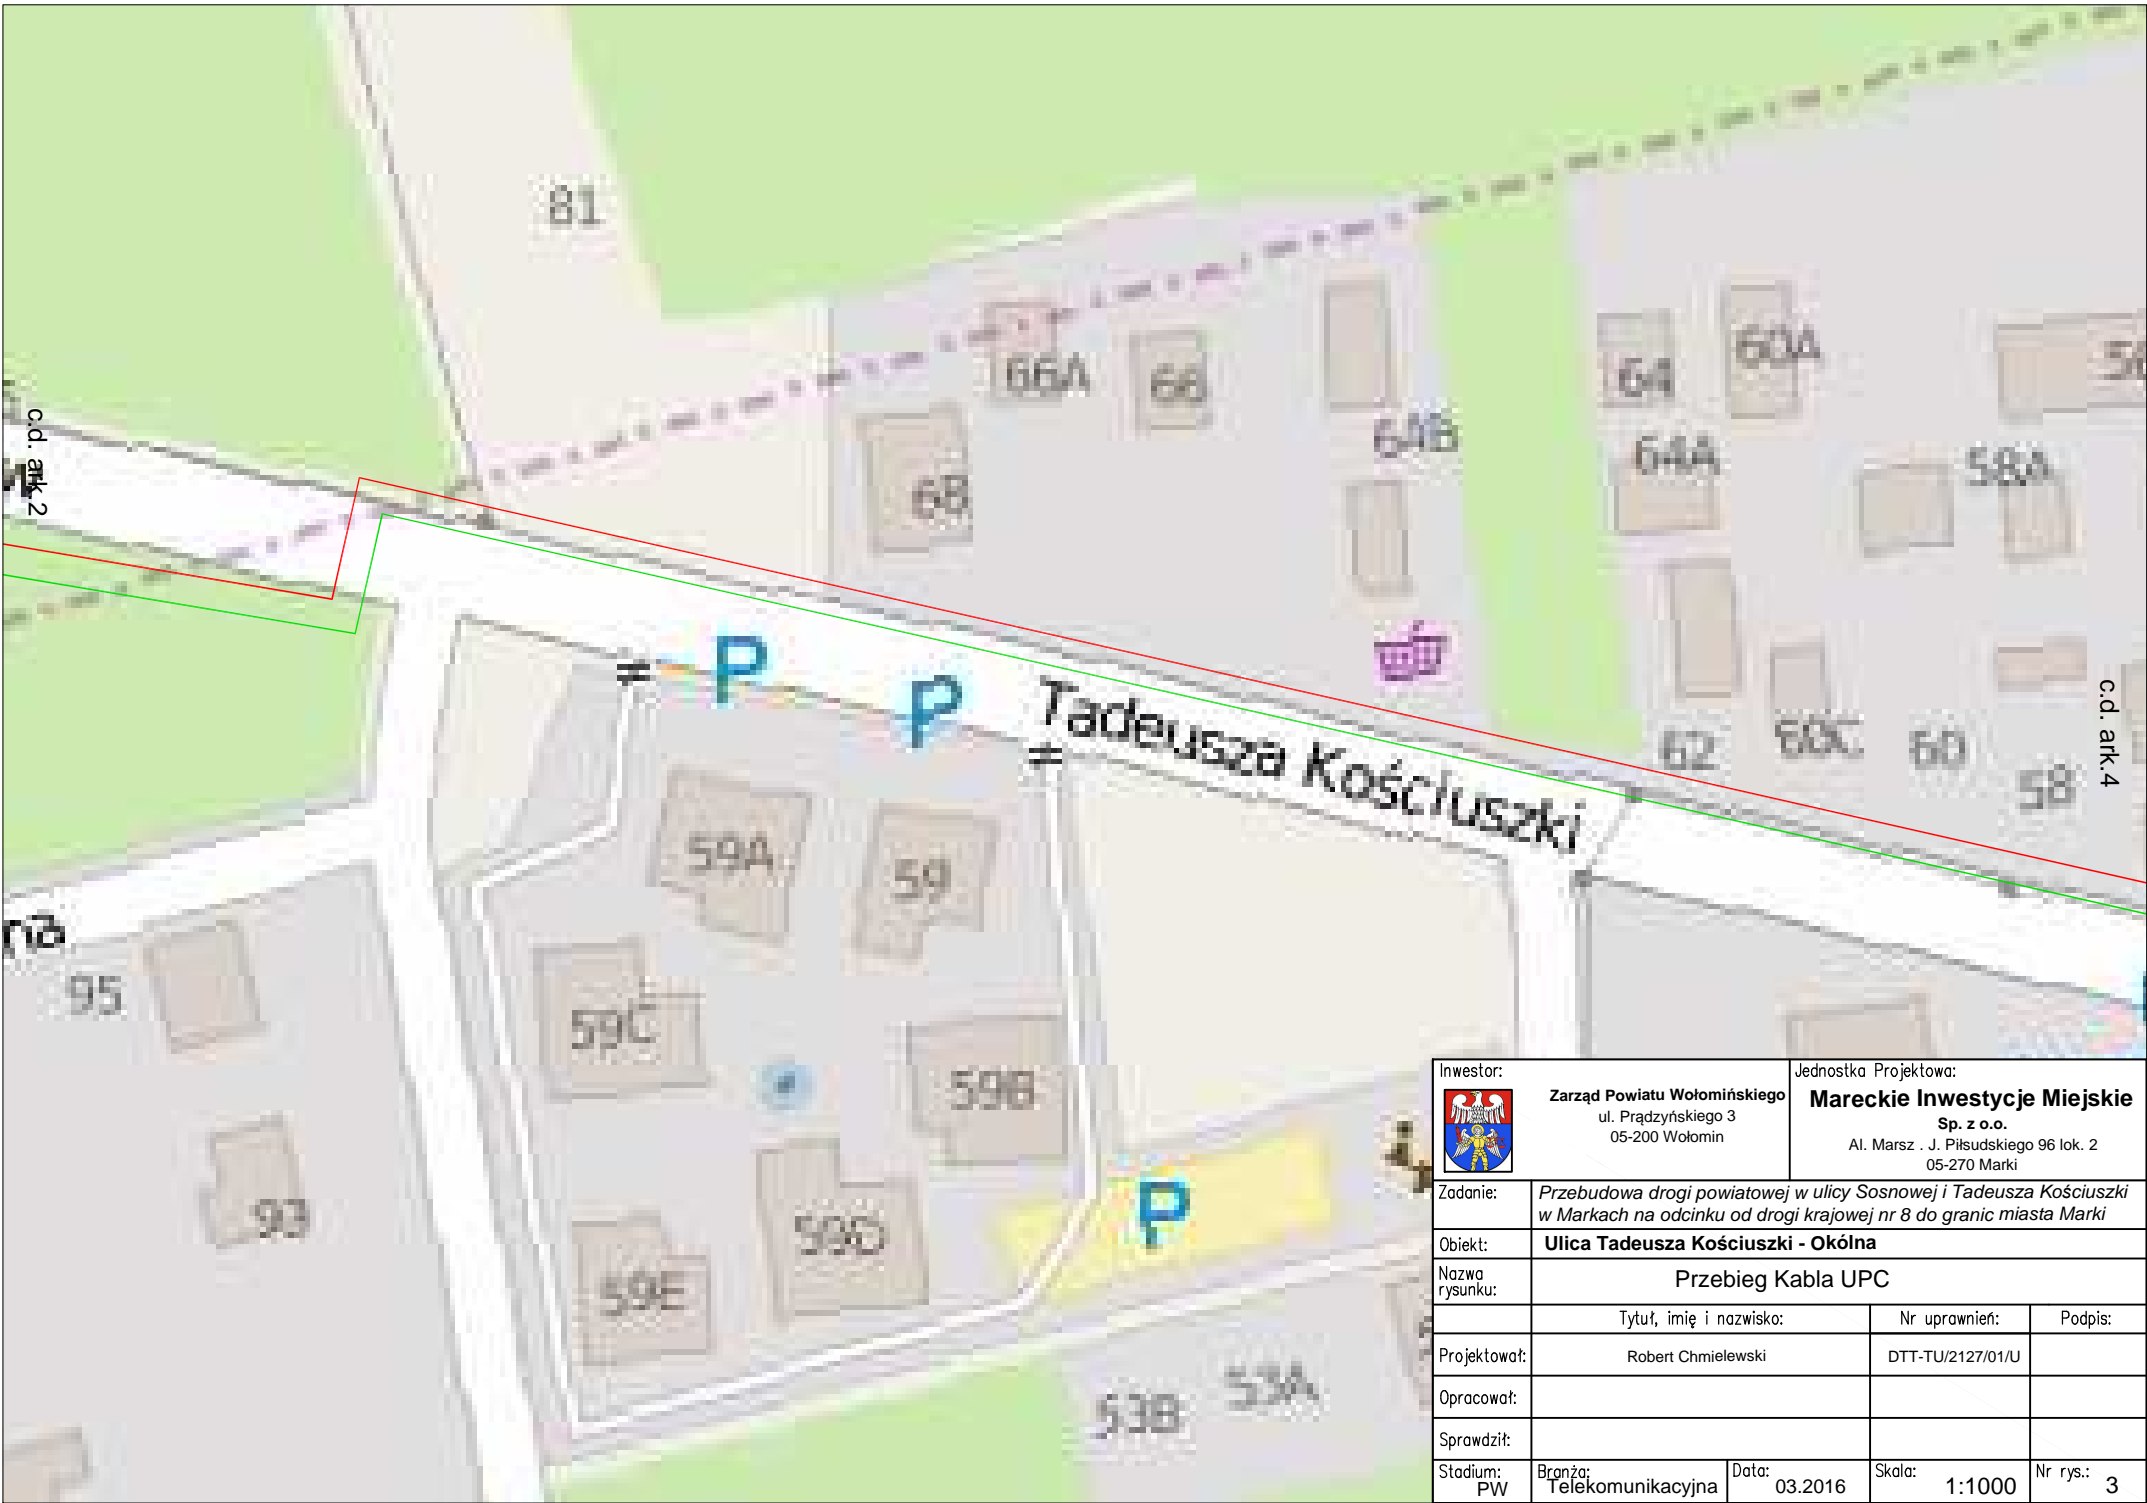 81
66A
66
64
60A
68
64B
64A
58A
c.d. ark.2
Tadeusza Kościuszki
62
60C
60
58
c.d. ark.4
P
P
59A
59
na
95
59C
59B
93
59D
59E
P
53B
53A
Inwestor:
Zarząd Powiatu Wołomińskiego
ul. Prądzyńskiego 3
05-200 Wołomin
Jednostka Projektowa:
Mareckie Inwestycje Miejskie
Sp. z o.o.
Al. Marsz . J. Piłsudskiego 96 lok. 2
05-270 Marki
Zadanie:
Przebudowa drogi powiatowej w ulicy Sosnowej i Tadeusza Kościuszki
w Markach na odcinku od drogi krajowej nr 8 do granic miasta Marki
Obiekt:
Ulica Tadeusza Kościuszki - Okólna
Nazwa
rysunku:
Przebieg Kabla UPC
Tytuł, imię i nazwisko:
Nr uprawnień:
Podpis:
Projektował:
Robert Chmielewski
DTT-TU/2127/01/U
Opracował:
Sprawdził:
Stadium:
PW
Branża:
Telekomunikacyjna
Data:
03.2016
Skala:
1:1000
Nr rys.:
3